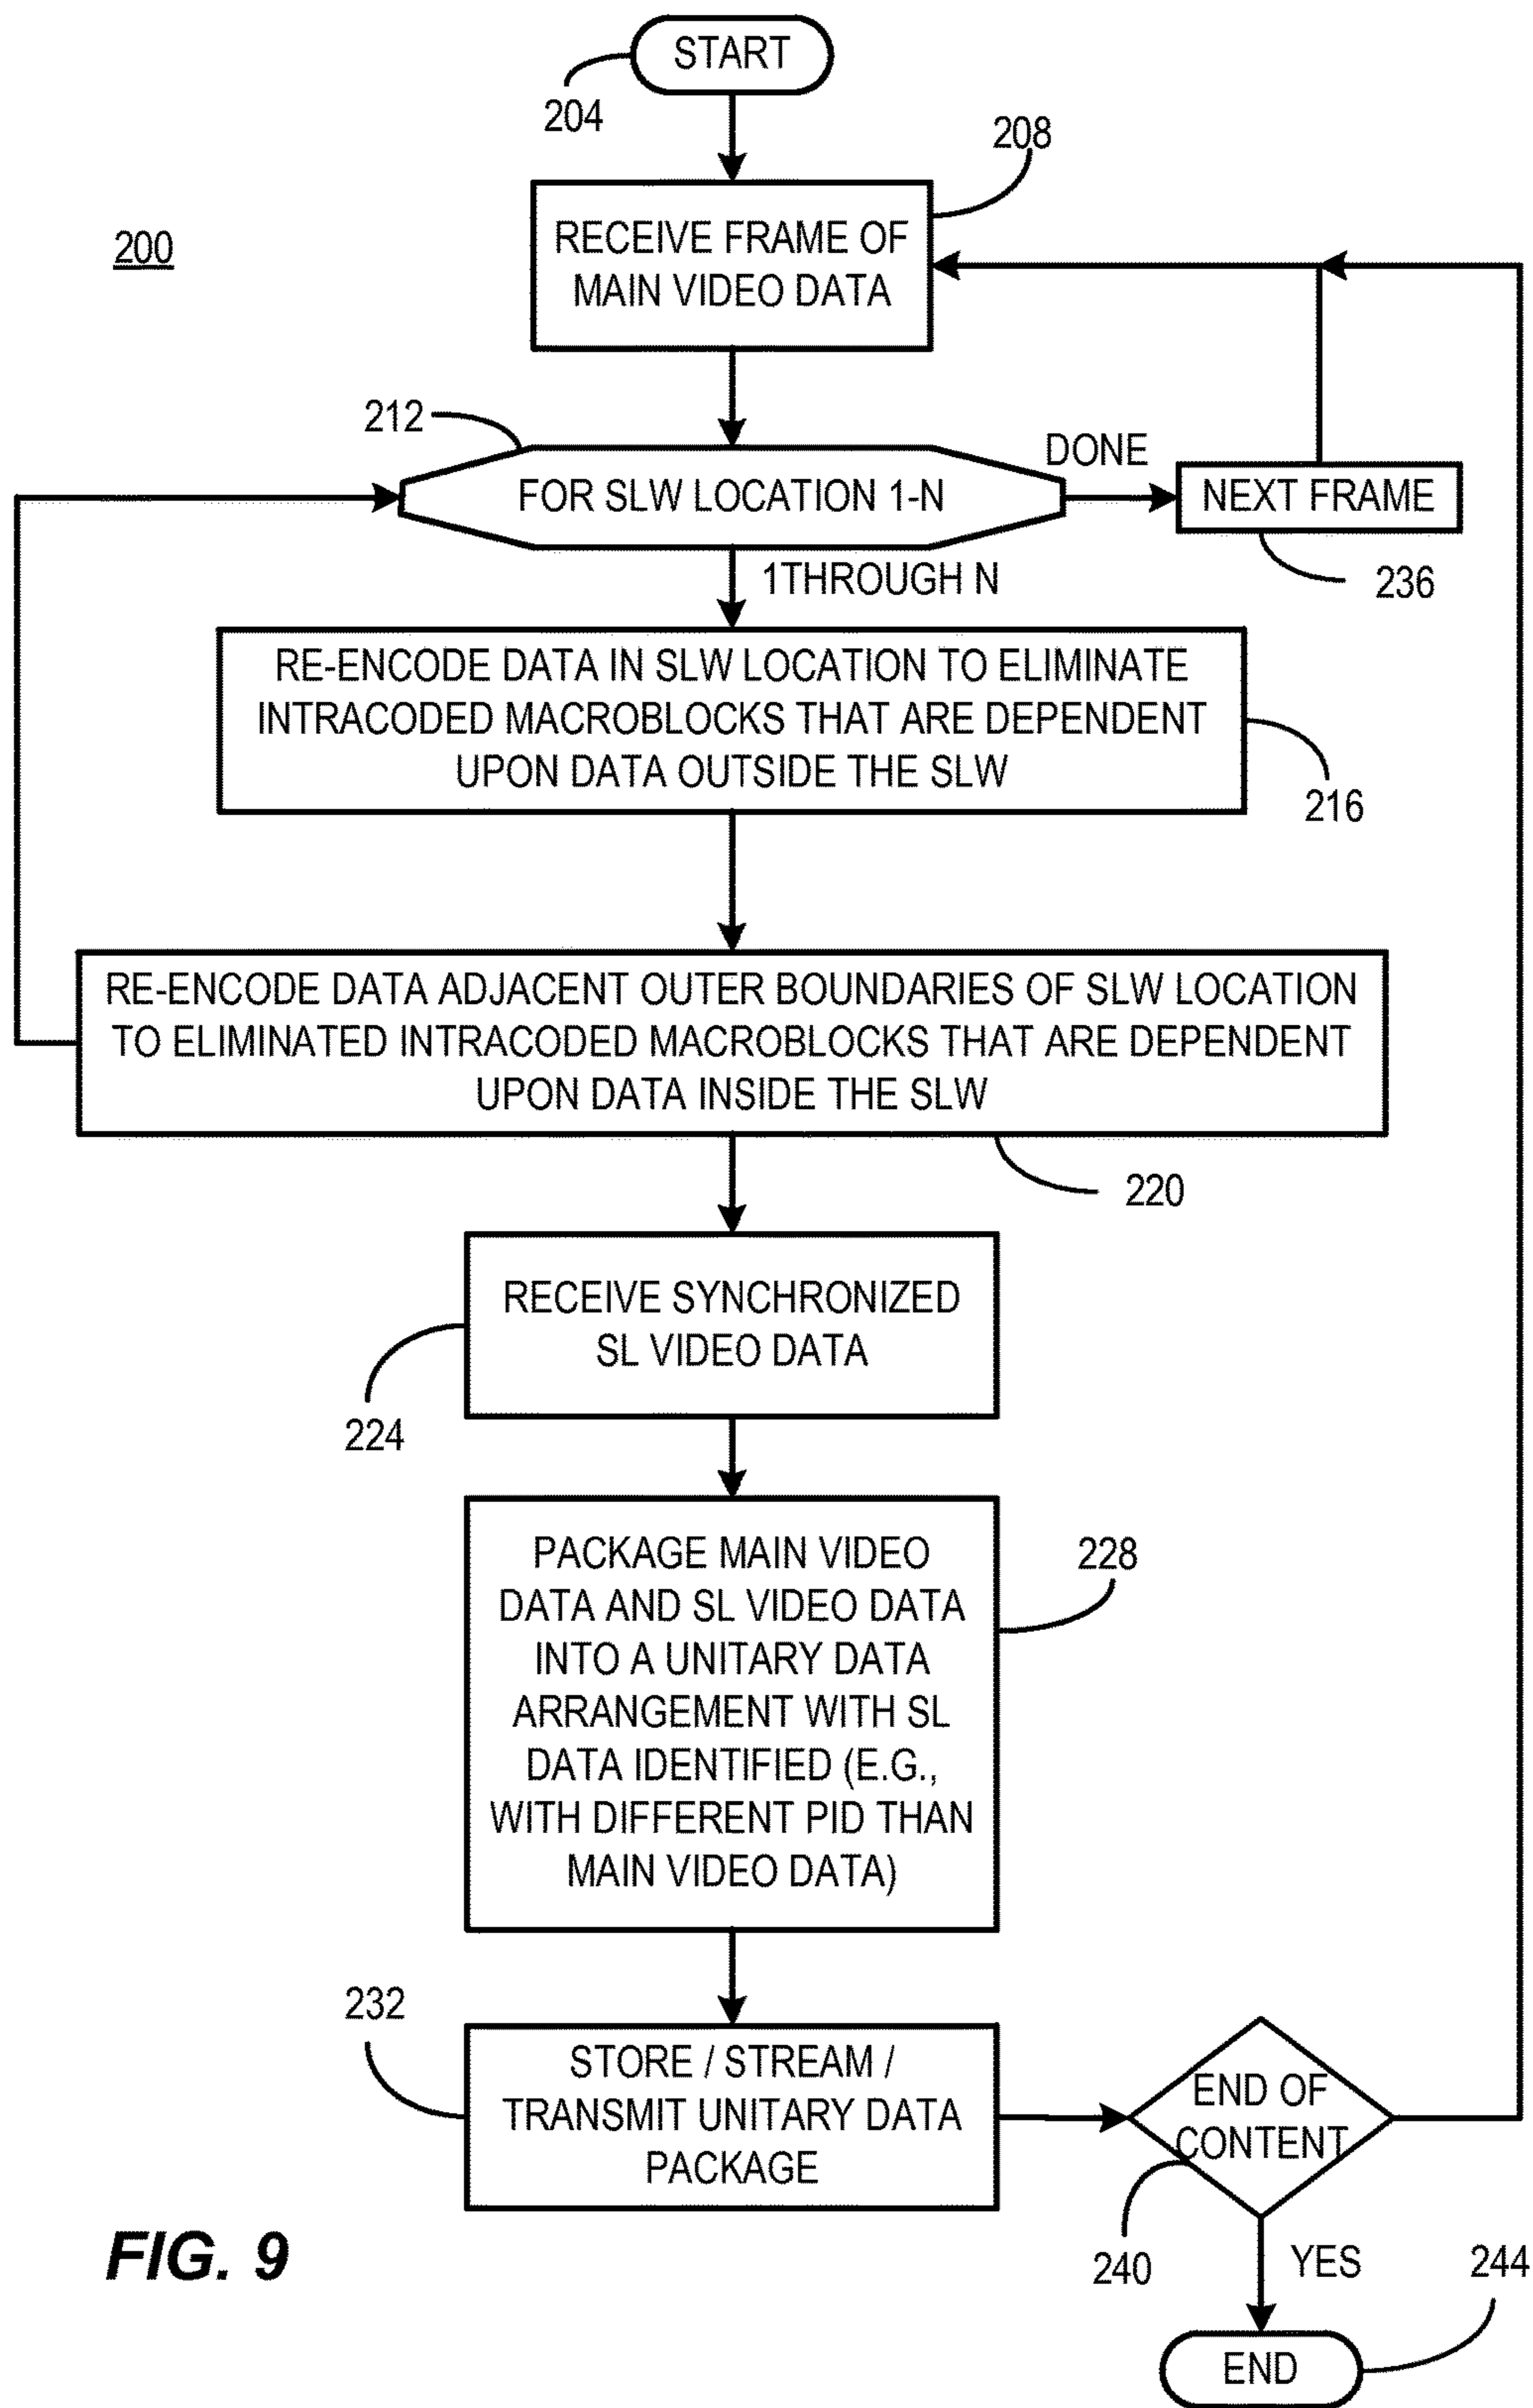 START
204
208
200
RECEIVE FRAME OF
MAIN VIDEO DATA
212
FOR SLW LOCATION 1-N
DONE
NEXT FRAME
236
1THROUGH N
RE-ENCODE DATA IN SLW LOCATION TO ELIMINATE
INTRACODED MACROBLOCKS THAT ARE DEPENDENT
UPON DATA OUTSIDE THE SLW
216
RE-ENCODE DATA ADJACENT OUTER BOUNDARIES OF SLW LOCATION
TO ELIMINATED INTRACODED MACROBLOCKS THAT ARE DEPENDENT
UPON DATA INSIDE THE SLW
220
RECEIVE SYNCHRONIZED
SL VIDEO DATA
224
PACKAGE MAIN VIDEO
DATA AND SL VIDEO DATA
INTO A UNITARY DATA
ARRANGEMENT WITH SL
DATA IDENTIFIED (E.G.,
WITH DIFFERENT PID THAN
MAIN VIDEO DATA)
228
232
STORE / STREAM /
TRANSMIT UNITARY DATA
PACKAGE
END OF
CONTENT
240
YES
244
END
FIG. 9